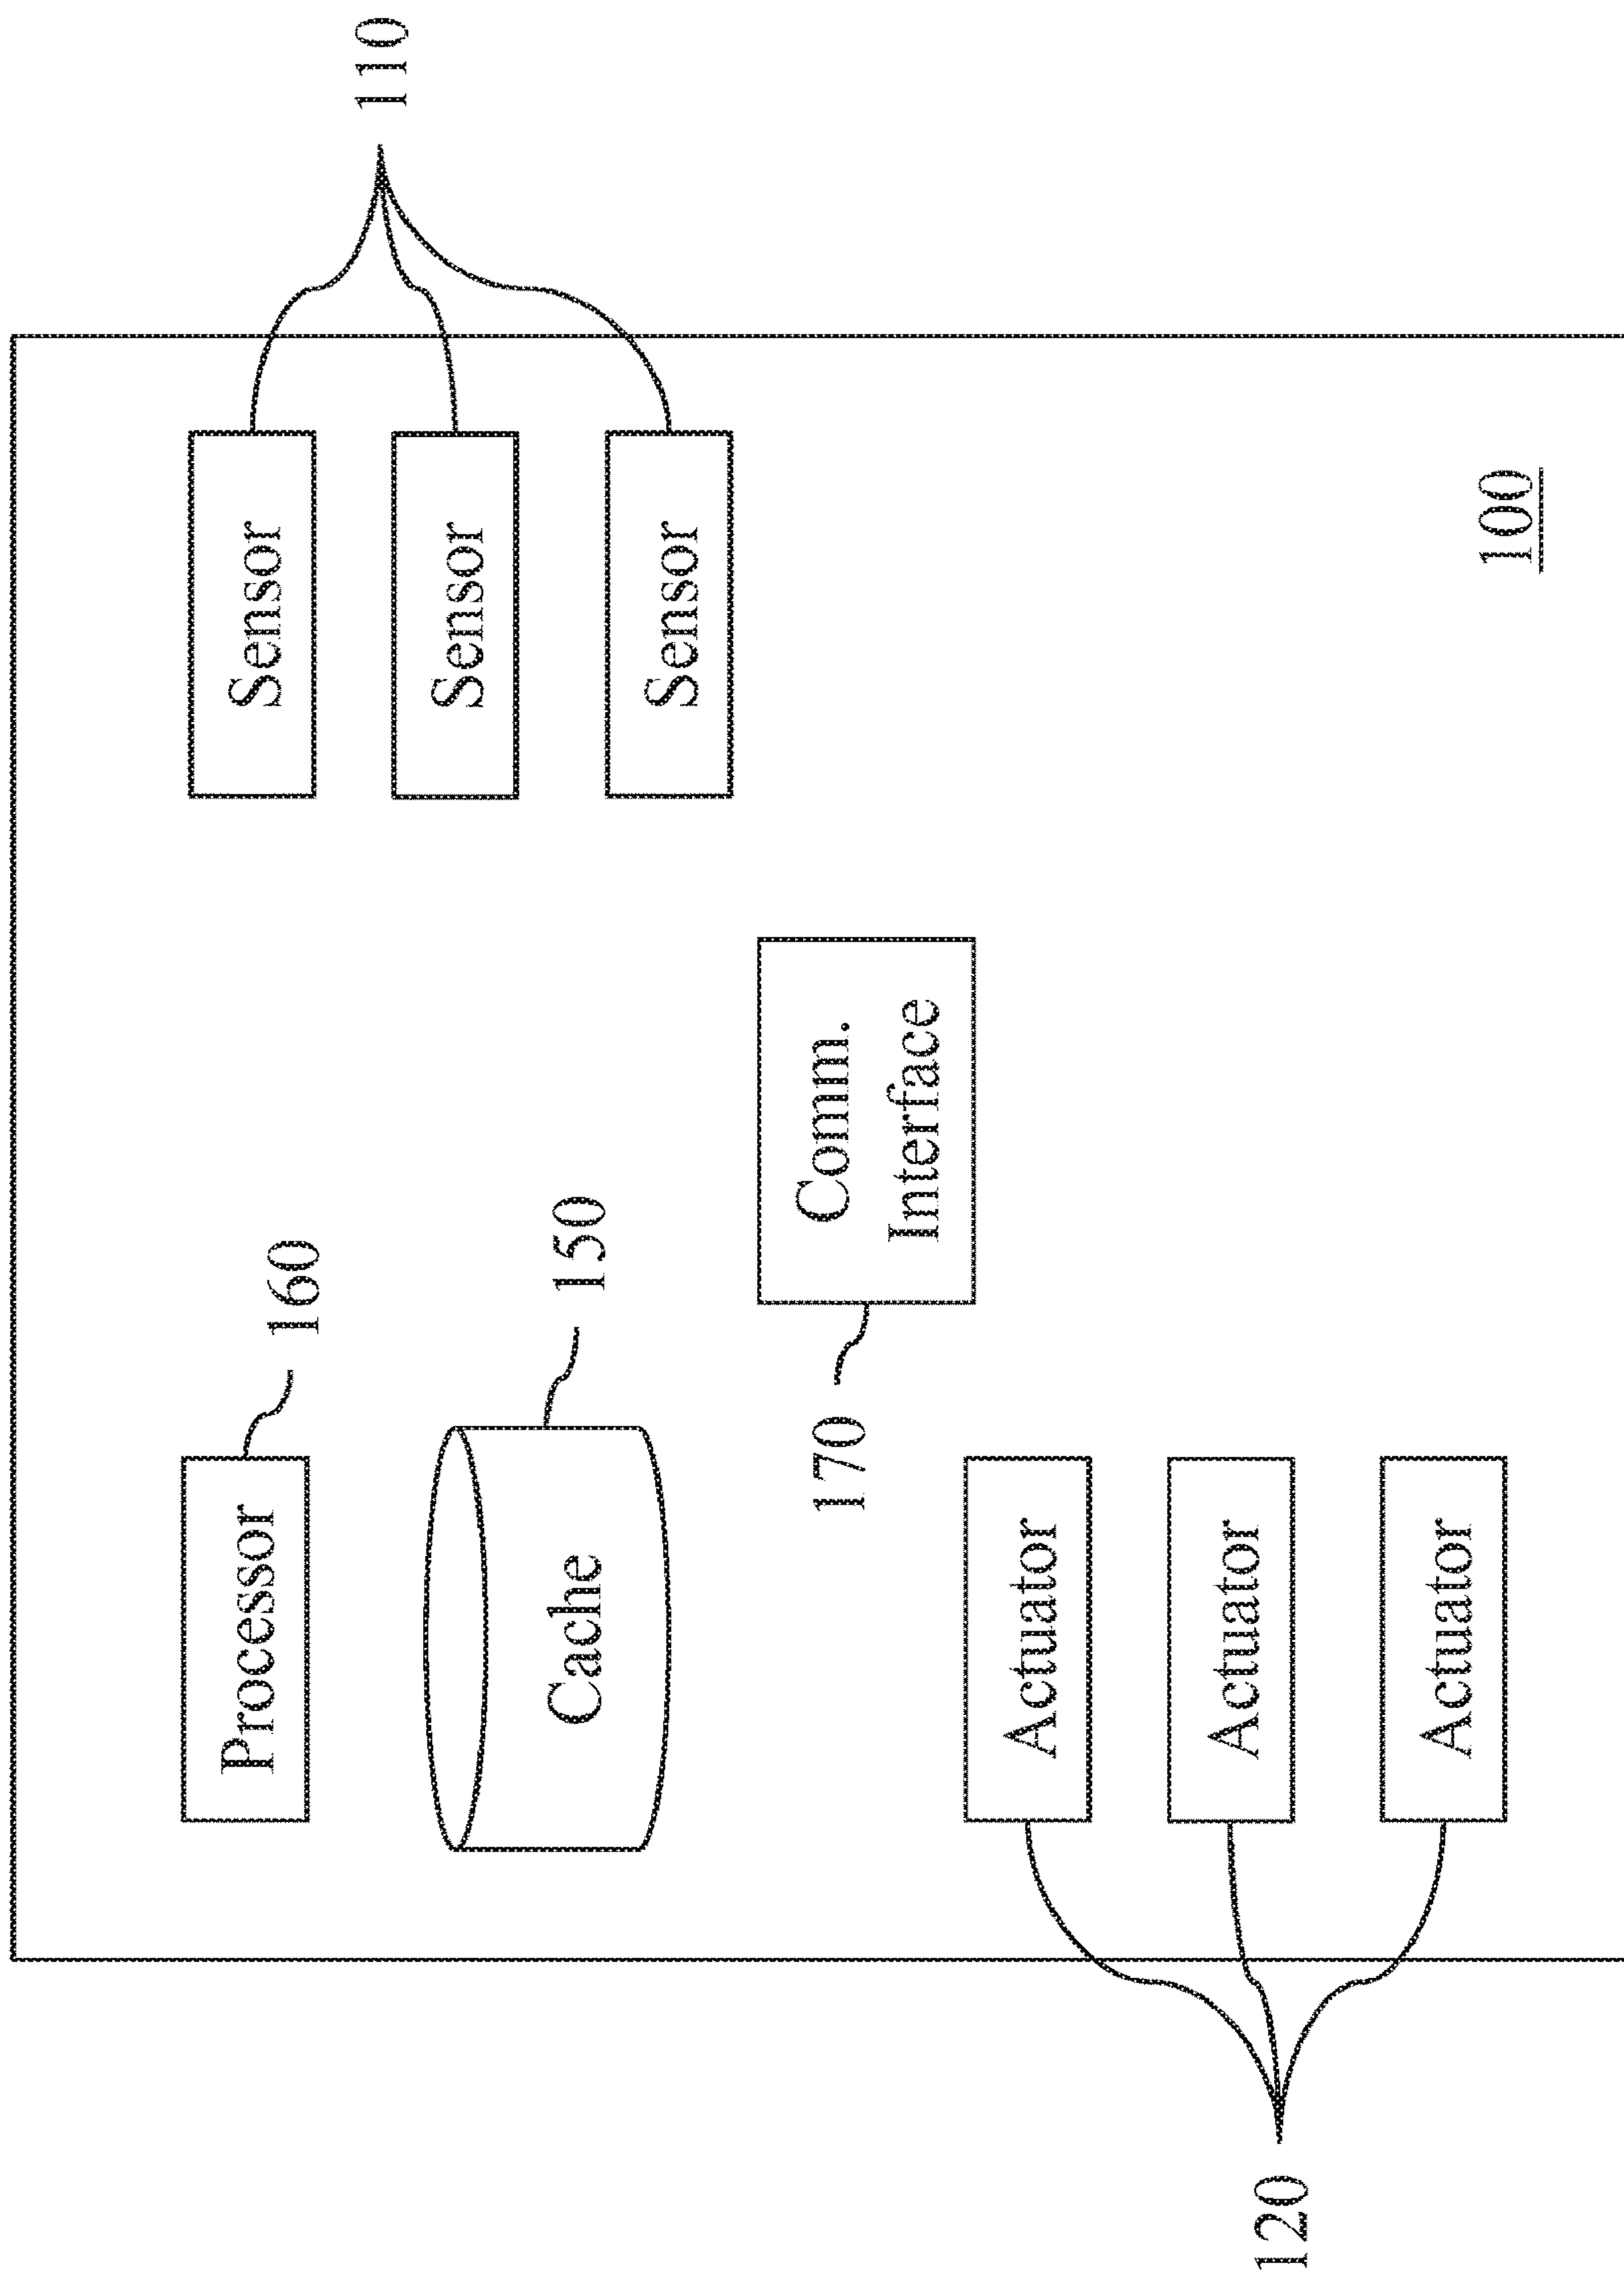 Processor
160
Sensor
110
Sensor
Cache
150
Sensor
170
Comm.
Interface
Actuator
Actuator
120
Actuator
100